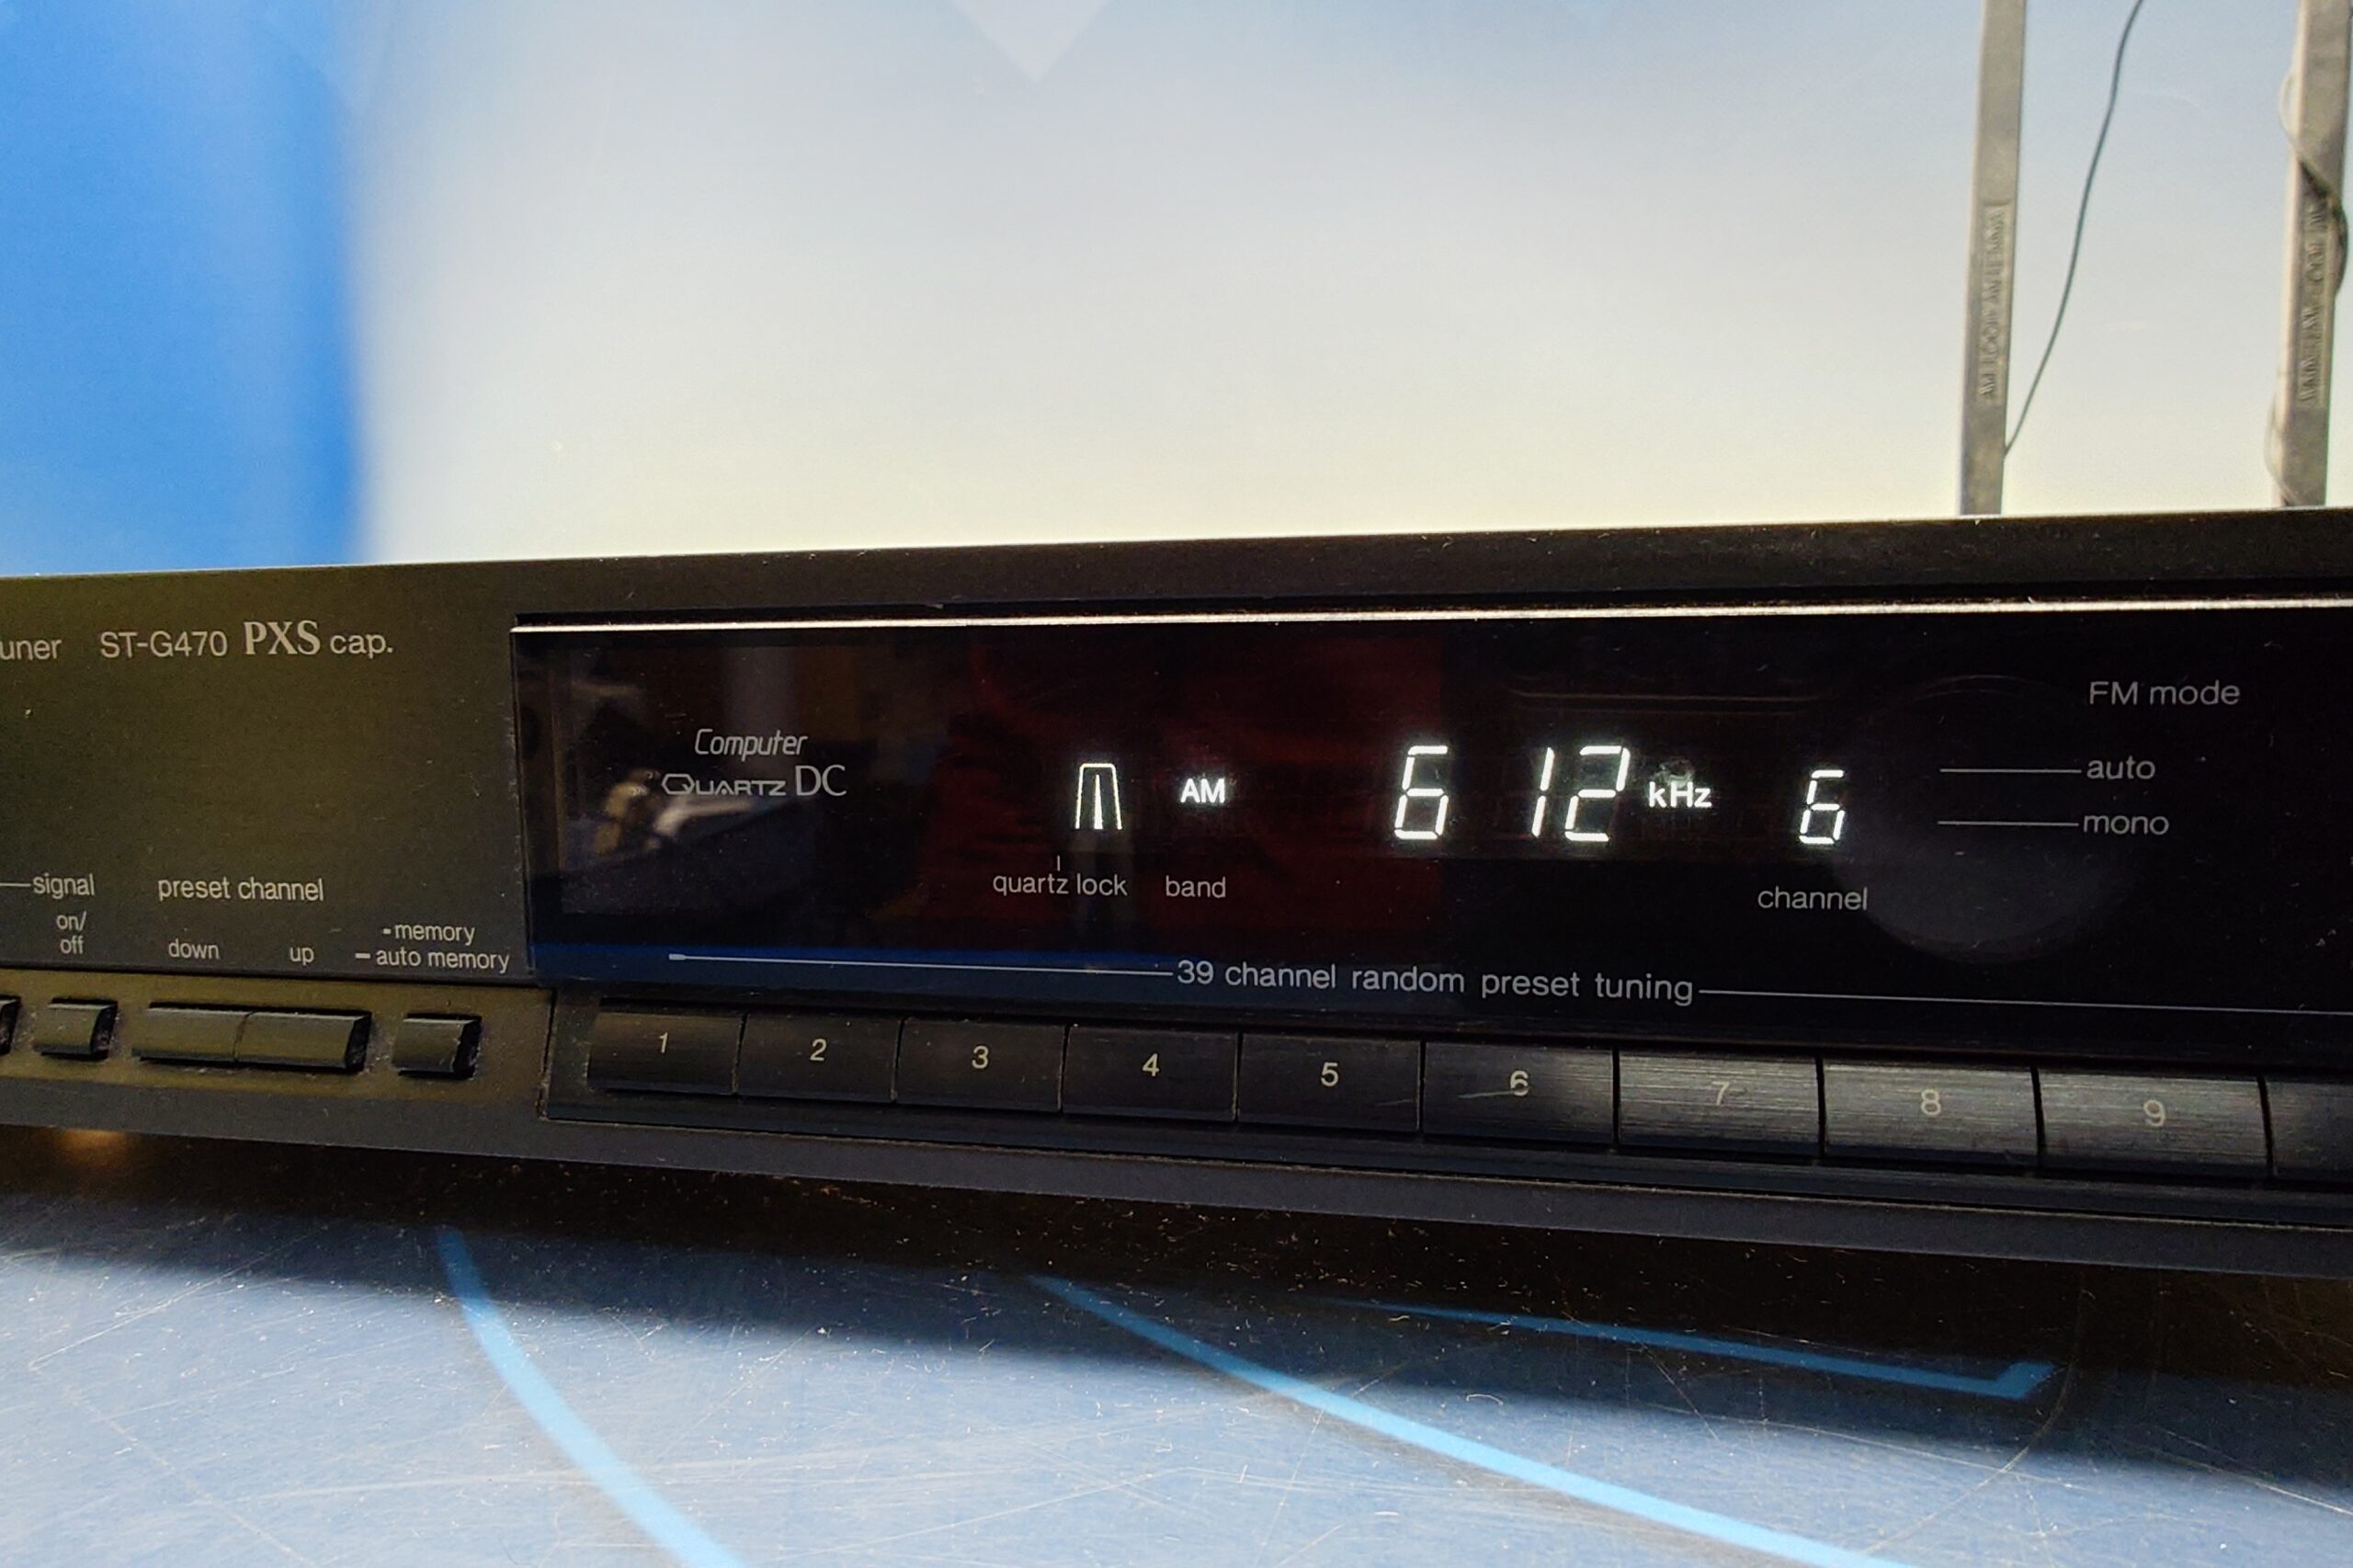 uner ST-G470 PXS cap.
Computer
QUARTZ DC
AM 612 kHz 6
FM mode
auto
mono
quartz lock band channel
signal
on/
off
preset channel
down up
memory
auto memory
39 channel random preset tuning
1 2 3 4 5 6 7 8 9